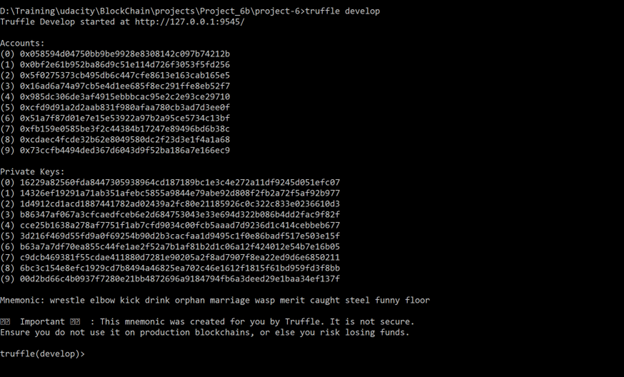 D:\Training\udacity\BlockChain\projects\Project_6b\project-6>truffle develop
Truffle Develop started at http://127.0.0.1:9545/
Accounts:
(0) 0x058594d04750bb9be9928e8308142c097b74212b
(1) 0x0bf2e61b952ba86d9c51e114d726f3053f5fd256
(2) 0x5f0275373cb495db6c447cfe8613e163cab165e5
(3) 0x16ad6a74a97cb5e4d1ee685f8ec291ffe8eb52f7
(4) 0x985dc306de3af4915ebbbcac95e2c2e93ce29710
(5) 0xcfd9d91a2d2aab831f980afaa780cb3ad7d3ee0f
(6) 0x51a7f87d01e7e15e53922a97b2a95ce5734c13bf
(7) 0xfb159e0585be3f2c44384b17247e89496bd6b38c
(8) 0xcdaec4fcde32b62e8049580dc2f23d3e1f4a1a68
(9) 0x73ccfb4494ded367d6043d9f52ba186a7e166ec9
Private Keys:
(0) 16229a82560fda8447305938964cd187189bc1e3c4e272a11df9245d051efc07
(1) 14326ef19291a71ab351afebc5855a9844e79abe92d808f2fb2a72f5af92b977
(2) 1d4912cd1acd1887441782ad02439a2fc80e21185926c0c322c833e0236610d3
(3) b86347af067a3cfcaedfceb6e2d684753043e33e694d322b086b4dd2fac9f82f
(4) cce25b1638a278af7751f1ab7cfd9034c00fcb5aaad7d9236d1c414cebbeb677
(5) 3d216f469d55fd9a0f69254b90d2b3cacfaa1d9495c1f0e86badf517e503e15f
(6) b63a7a7df70ea855c44fe1ae2f52a7b1af81b2d1c06a12f424012e54b7e16b05
(7) c9dcb469381f55cdae411880d7281e90205a2f8ad7907f8ea22ed9d6e6850211
(8) 6bc3c154e8efc1929cd7b8494a46825ea702c46e1612f1815f61bd959fd3f8bb
(9) 00d2bd66c4b0937f7280e21bb4872696a9184794fb6a3deed29e1baa34ef137f
Mnemonic: wrestle elbow kick drink orphan marriage wasp merit caught steel funny floor
Important : This mnemonic was created for you by Truffle. It is not secure.
Ensure you do not use it on production blockchains, or else you risk losing funds.
truffle(develop)>